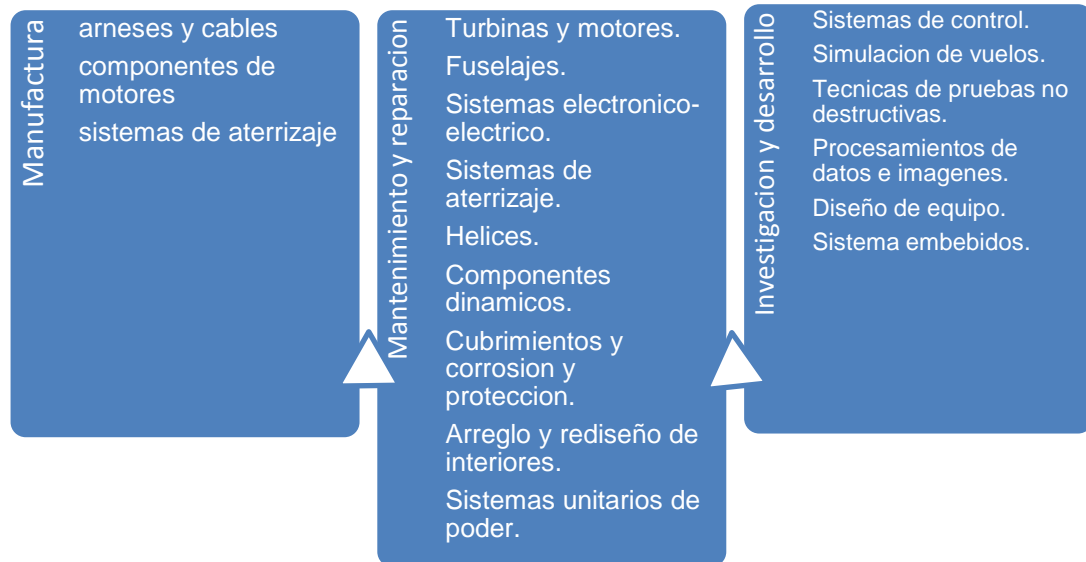 Manufactura
arneses y cables
componentes de
motores
sistemas de aterrizaje
Mantenimiento y reparacion
Turbinas y motores.
Fuselajes.
Sistemas electronico-
electrico.
Sistemas de
aterrizaje.
Helices.
Componentes
dinamicos.
Cubrimientos y
corrosion y
proteccion.
Arreglo y rediseño de
interiores.
Sistemas unitarios de
poder.
Investigacion y desarrollo
Sistemas de control.
Simulacion de vuelos.
Tecnicas de pruebas no
destructivas.
Procesamientos de
datos e imagenes.
Diseño de equipo.
Sistema embebidos.